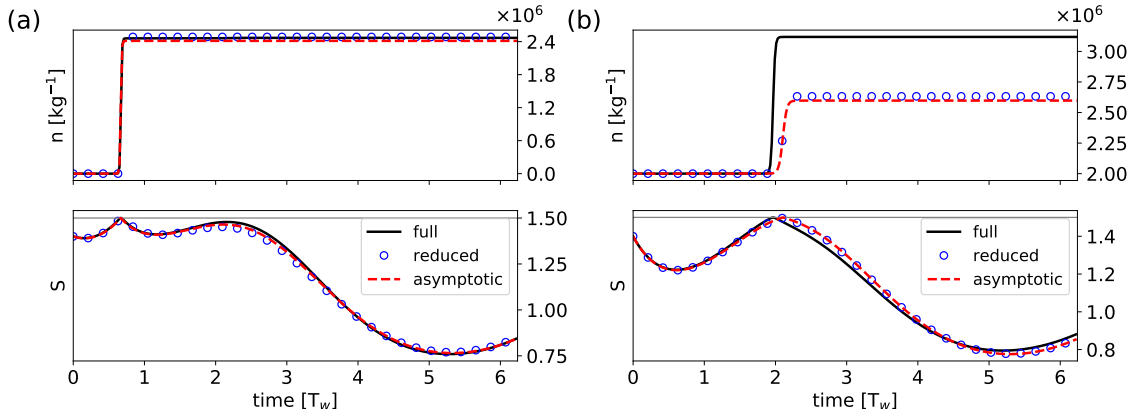 (a)
×10⁶
n [kg⁻¹]
2.4
1.8
1.2
0.6
0.0
S
1.50
1.25
1.00
0.75
full
reduced
asymptotic
0 1 2 3 4 5 6
time [T_w]
(b)
×10⁶
n [kg⁻¹]
3.00
2.75
2.50
2.25
2.00
S
1.4
1.2
1.0
0.8
full
reduced
asymptotic
0 1 2 3 4 5 6
time [T_w]